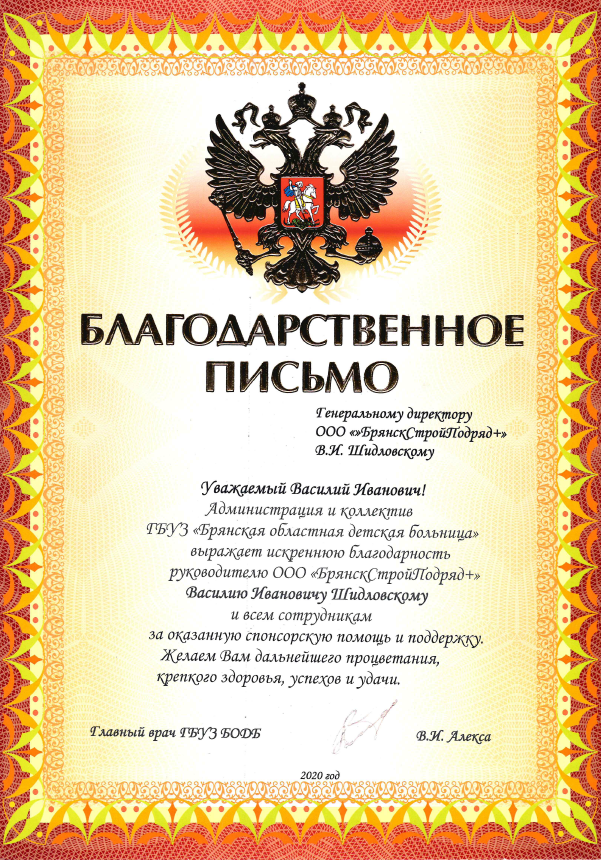 БЛАГОДАРСТВЕННОЕ
ПИСЬМО
Генеральному директору
ООО «»БрянскСтройПодряд+»
В.И. Шидловскому
Уважаемый Василий Иванович!
Администрация и коллектив
ГБУЗ «Брянская областная детская больница»
выражает искреннюю благодарность
руководителю ООО «БрянскСтройПодряд+»
Василию Ивановичу Шидловскому
и всем сотрудникам
за оказанную спонсорскую помощь и поддержку.
Желаем Вам дальнейшего процветания,
крепкого здоровья, успехов и удачи.
Главный врач ГБУЗ БОДБ В.И. Алекса
2020 год